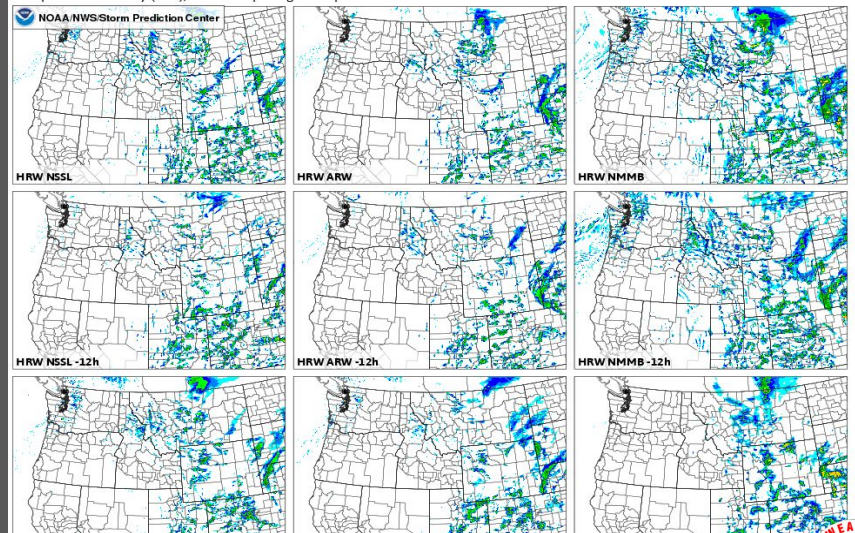 NOAA/NWS/Storm Prediction Center
HRW NSSL
HRW ARW
HRW NMMB
HRW NSSL -12h
HRW ARW -12h
HRW NMMB -12h